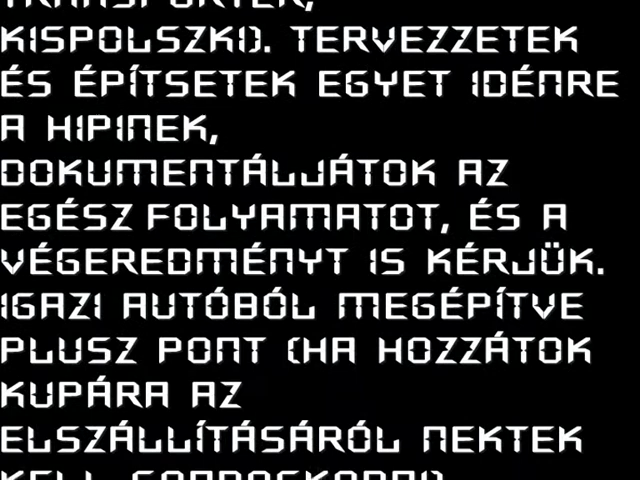 TRANSPORTER,
KISPOLSZKI). TERVEZZETEK
ÉS ÉPÍTSETEK EGYET IDÉNRE
A HIPINEK,
DOKUMENTÁLJÁTOK AZ
EGÉSZ FOLYAMATOT, ÉS A
VÉGEREDMÉNYT IS KÉRJÜK.
IGAZI AUTÓBÓL MEGÉPÍTVE
PLUSZ PONT (HA HOZZÁTOK
KUPÁRA AZ
ELSZÁLLÍTÁSÁRÓL NEKTEK
KELL GONDOSKODNI)